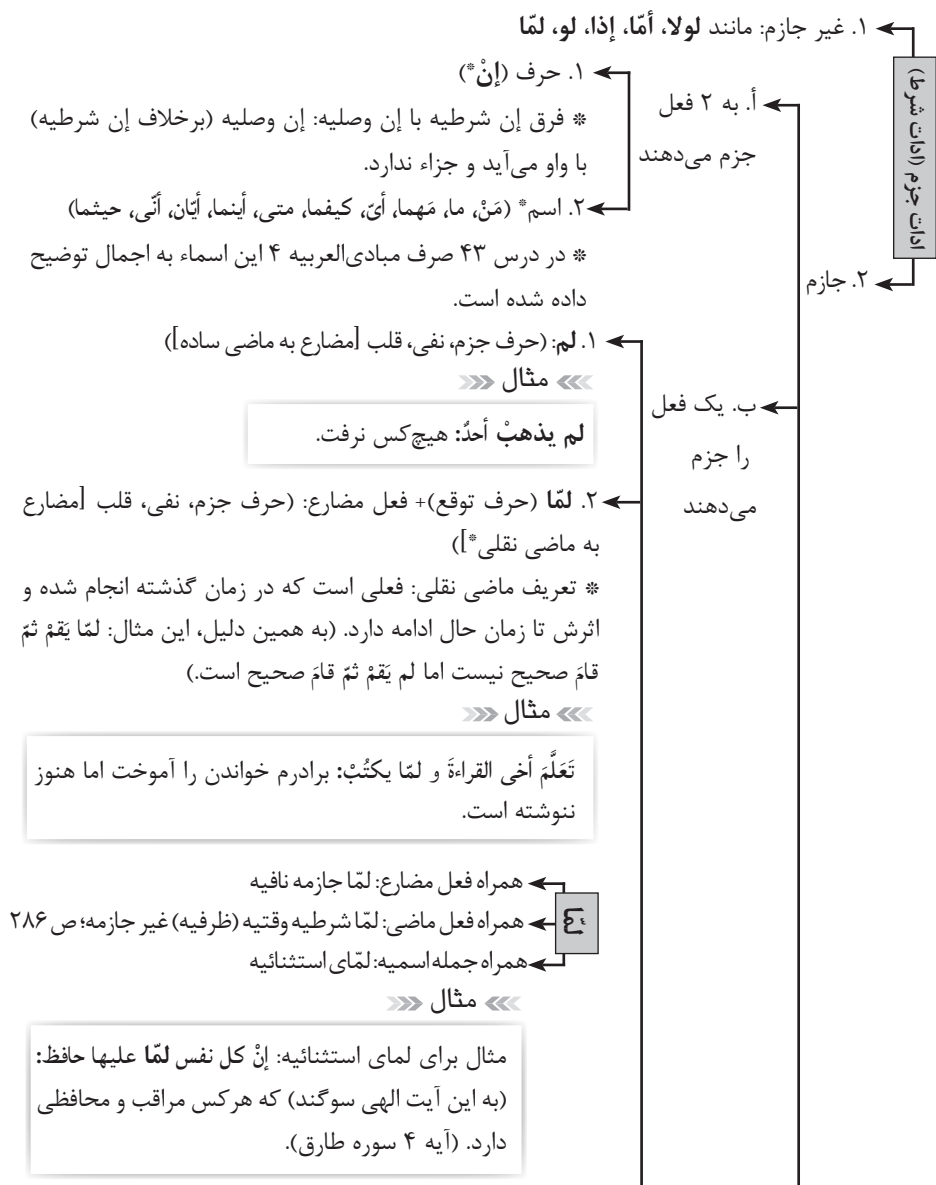 ۱. غیر جازم: مانند لولا، أمّا، إذا، لو، لمّا
ادات جزم (ادات شرط)
۱. حرف (إنْ*)
أ. به ۲ فعل
جزم می‌دهند
* فرق إن شرطیه با إن وصلیه: إن وصلیه (برخلاف إن شرطیه)
با واو می‌آید و جزاء ندارد.
۲. اسم* (مَنْ، ما، مَهما، أیّ، کیفما، متی، أینما، أیّان، أنّی، حیثما)
* در درس ۴۳ صرف مبادی‌العربیه ۴ این اسماء به اجمال توضیح
داده شده است.
۲. جازم
۱. لم: (حرف جزم، نفی، قلب [مضارع به ماضی ساده])
مثال
ب. یک فعل
را جزم
می‌دهند
لم یذهبْ أحدٌ: هیچ‌کس نرفت.
۲. لمّا (حرف توقع)+ فعل مضارع: (حرف جزم، نفی، قلب [مضارع
به ماضی نقلی*])
* تعریف ماضی نقلی: فعلی است که در زمان گذشته انجام شده و
اثرش تا زمان حال ادامه دارد. (به همین دلیل، این مثال: لمّا یَقمْ ثمّ
قامَ صحیح نیست اما لم یَقمْ ثمّ قامَ صحیح است.)
مثال
تَعَلَّمَ أخی القراءةَ و لمّا یکتُبْ: برادرم خواندن را آموخت اما هنوز
ننوشته است.
لمّا
همراه فعل مضارع: لمّا جازمه نافیه
همراه فعل ماضی: لمّا شرطیه وقتیه (ظرفیه) غیر جازمه؛ ص ۲۸۶
همراه جمله اسمیه: لمّای استثنائیه
مثال
مثال برای لمای استثنائیه: إنْ کل نفس لمّا علیها حافظ:
(به این آیت الهی سوگند) که هرکس مراقب و محافظی
دارد. (آیه ۴ سوره طارق).